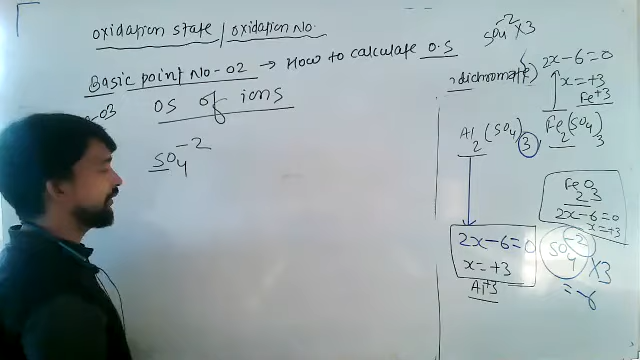 oxidation state / oxidation No.
Basic point No-02 → How to calculate O.S
-03 OS of ions
SO4-2
SO4-2 X3
2x-6=0
x=+3
Fe+3
Al2(SO4)3, Fe2(SO4)3
2x-6=0
x=+3
Al+3
Fe2O3
2x-6=0
x=+3
SO4-2 X3